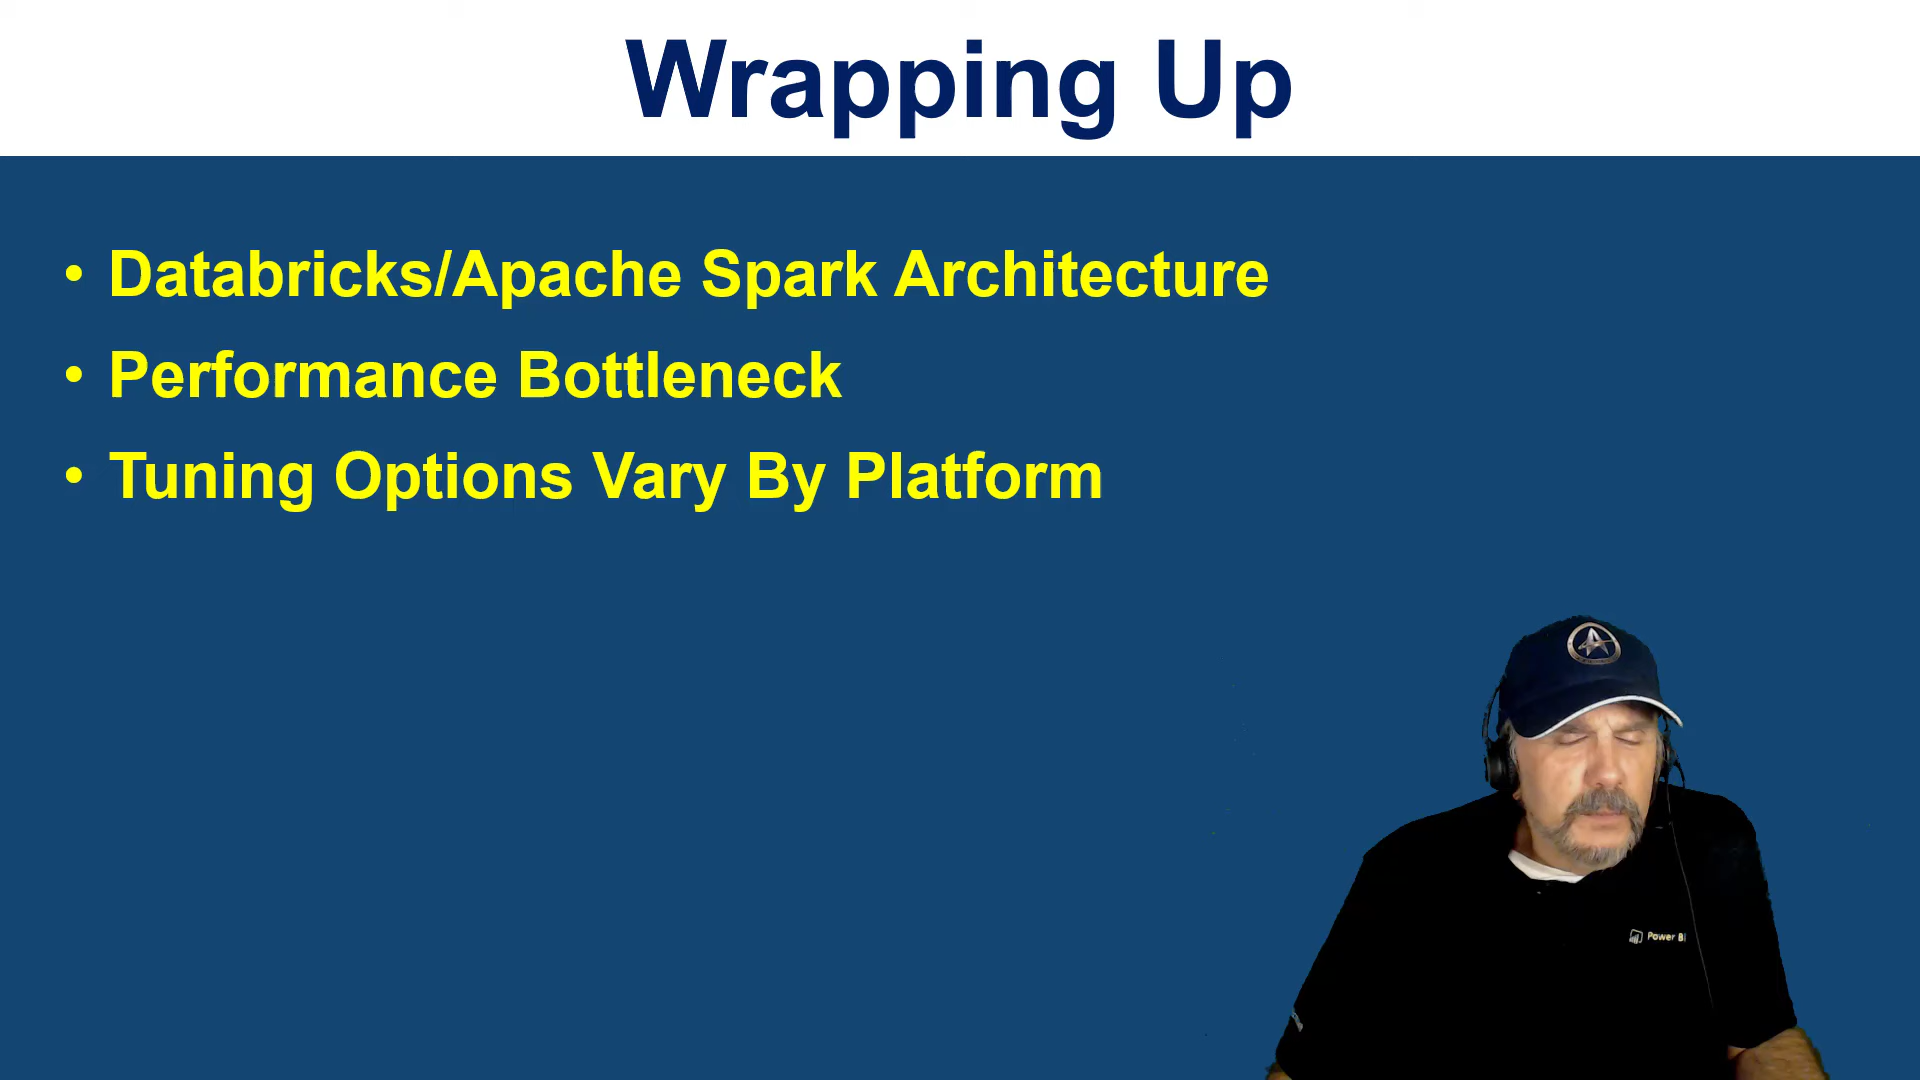 Wrapping Up
• Databricks/Apache Spark Architecture
• Performance Bottleneck
• Tuning Options Vary By Platform
Power BI